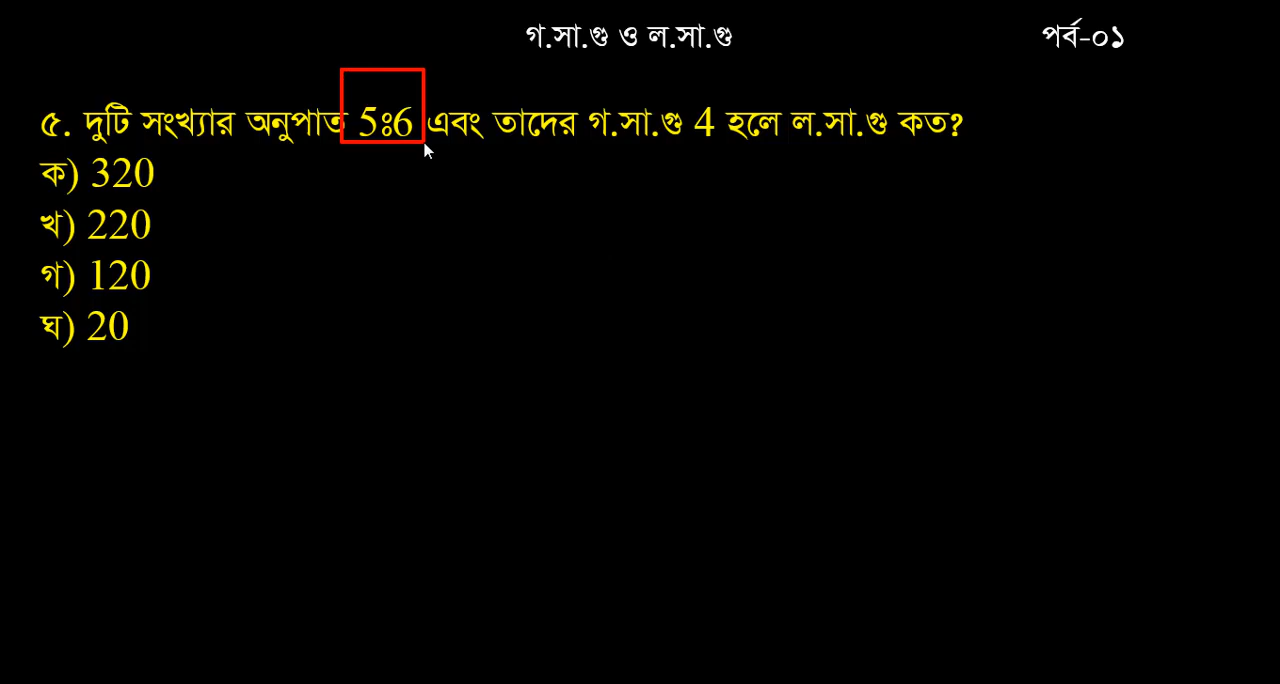 গ.সা.গু ও ল.সা.গু পর্ব-০১
৫. দুটি সংখ্যার অনুপাত 5ঃ6 এবং তাদের গ.সা.গু 4 হলে ল.সা.গু কত?
ক) 320
খ) 220
গ) 120
ঘ) 20